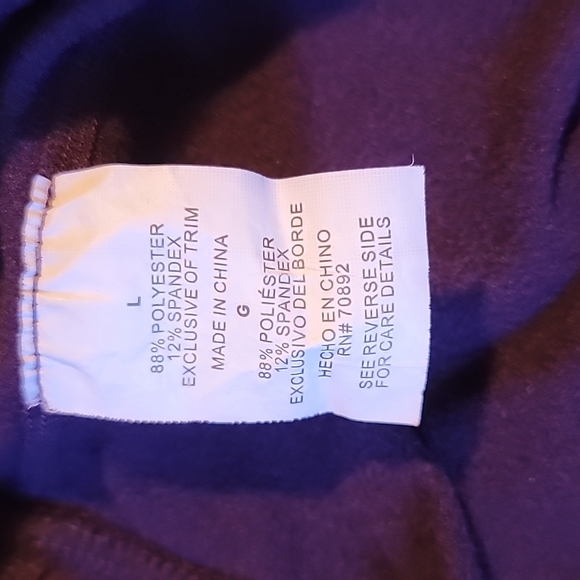 L
88% POLYESTER
12% SPANDEX
EXCLUSIVE OF TRIM
MADE IN CHINA
G
88% POLIÉSTER
12% SPANDEX
EXCLUSIVO DEL BORDE
HECHO EN CHINO
RN# 70892
SEE REVERSE SIDE
FOR CARE DETAILS